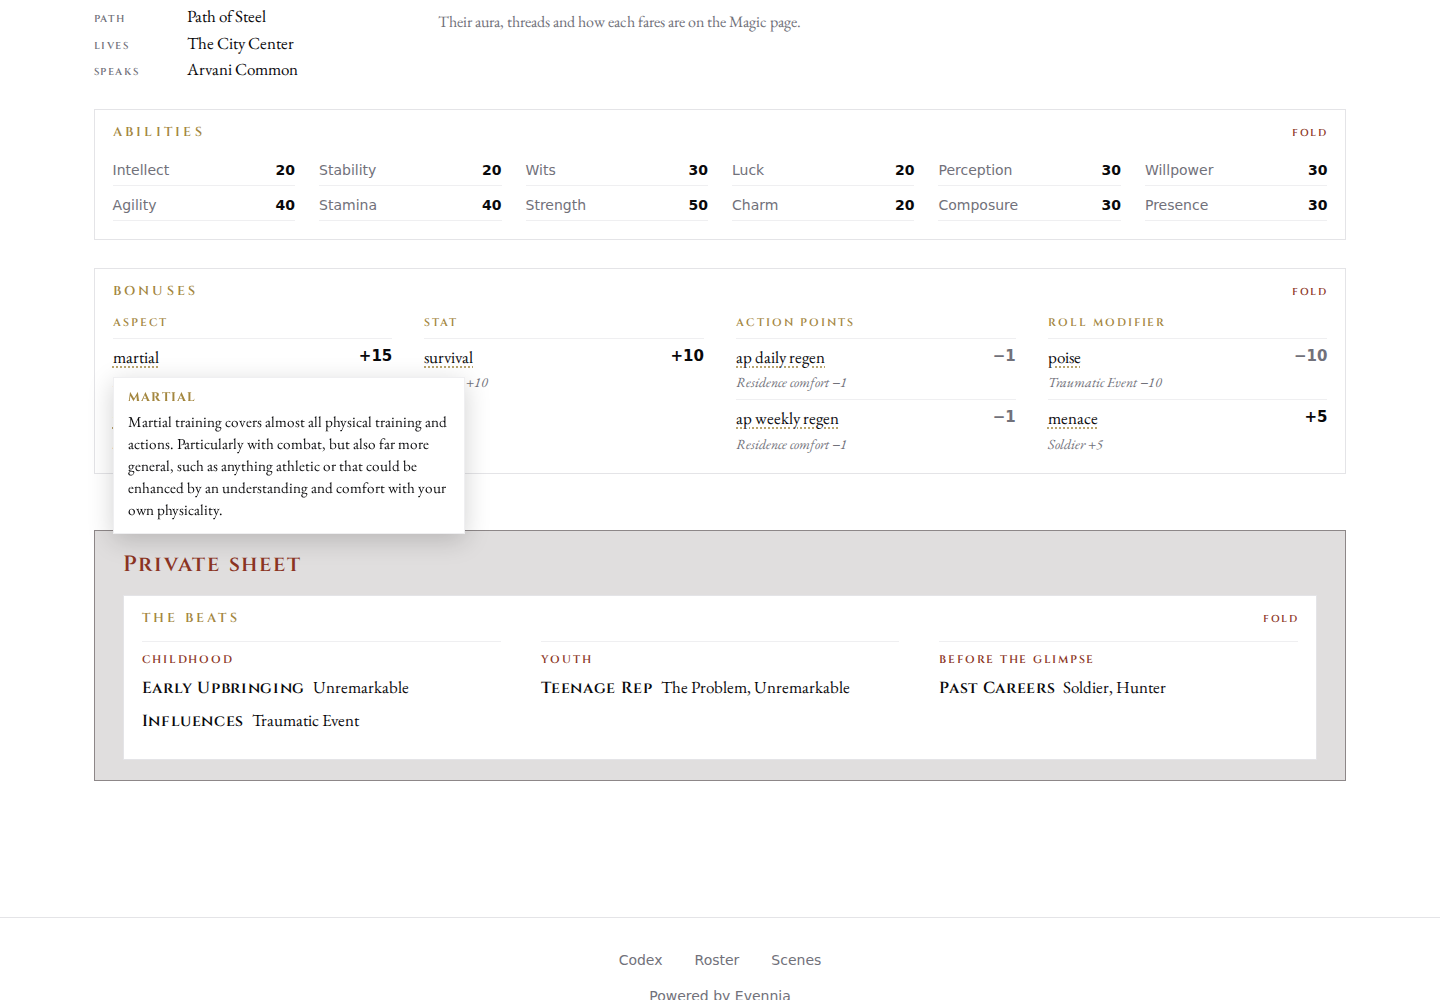 PATH Path of Steel
LIVES The City Center
SPEAKS Arvani Common
Their aura, threads and how each fares are on the Magic page.
ABILITIES FOLD
Intellect 20 Stability 20 Wits 30 Luck 20 Perception 30 Willpower 30
Agility 40 Stamina 40 Strength 50 Charm 20 Composure 30 Presence 30
BONUSES FOLD
ASPECT STAT ACTION POINTS ROLL MODIFIER
martial +15 survival +10 ap daily regen −1 poise −10
+10 Residence comfort −1 Traumatic Event −10
ap weekly regen −1 menace +5
Residence comfort −1 Soldier +5
MARTIAL
Martial training covers almost all physical training and
actions. Particularly with combat, but also far more
general, such as anything athletic or that could be
enhanced by an understanding and comfort with your
own physicality.
PRIVATE SHEET
THE BEATS FOLD
CHILDHOOD YOUTH BEFORE THE GLIMPSE
EARLY UPBRINGING Unremarkable TEENAGE REP The Problem, Unremarkable PAST CAREERS Soldier, Hunter
INFLUENCES Traumatic Event
Codex Roster Scenes
Powered by Evennia